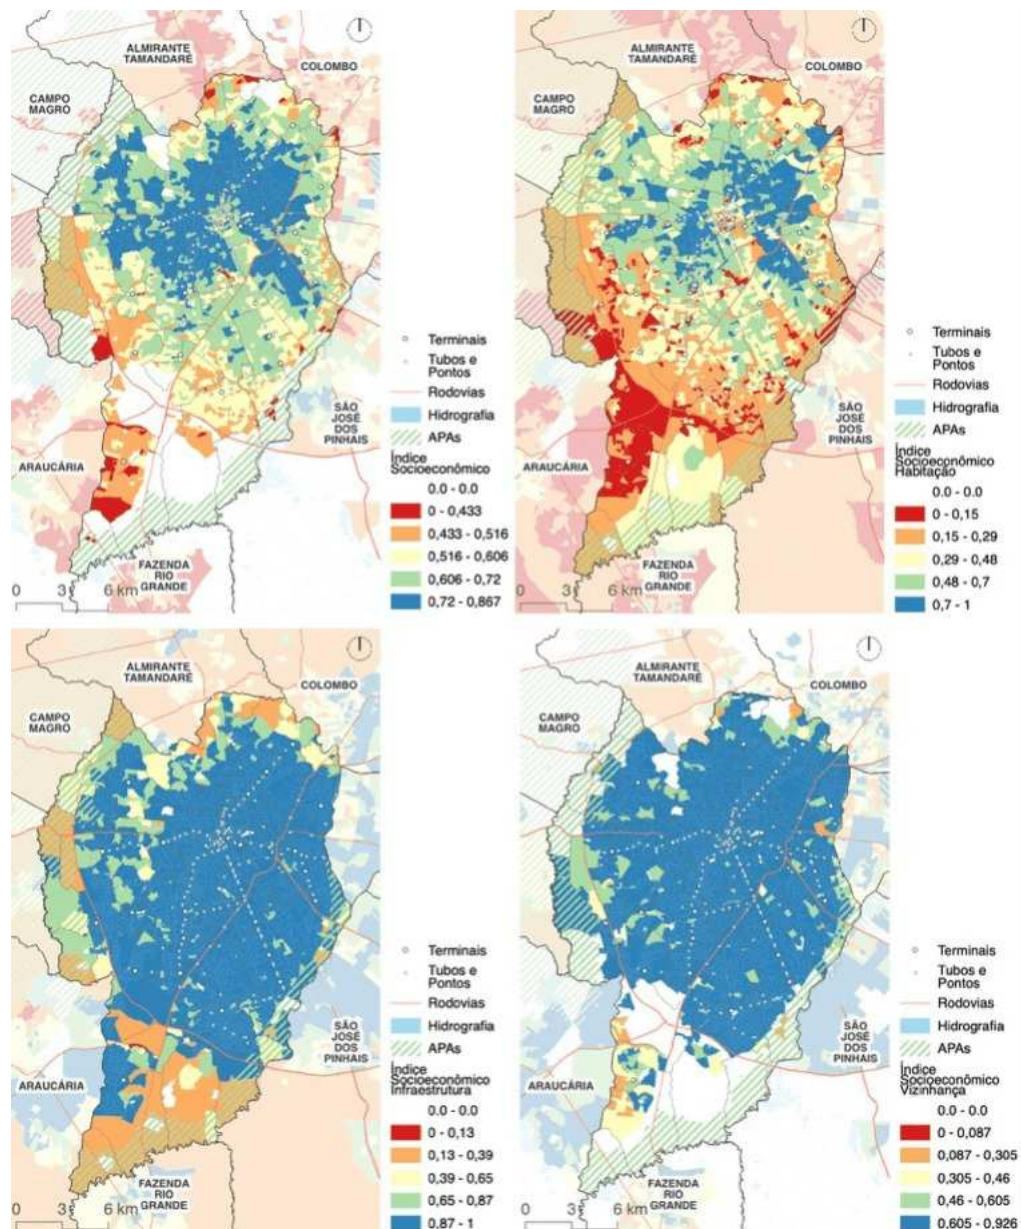 ALMIRANTE
TAMANDARÉ
COLOMBO
CAMPO
MAGRO
Terminais
Tubos e
Pontos
Rodovias
Hidrografia
APAs
SÃO
JOSÉ
DOS
PINHAIS
ARAUCÁRIA
Índice
Socioeconômico
0.0 - 0.0
0 - 0,433
0,433 - 0,516
0,516 - 0,606
0,606 - 0,72
0,72 - 0,867
FAZENDA
RIO
GRANDE
0 3 6 km
ALMIRANTE
TAMANDARÉ
COLOMBO
CAMPO
MAGRO
Terminais
Tubos e
Pontos
Rodovias
Hidrografia
APAs
SÃO
JOSÉ
DOS
PINHAIS
ARAUCÁRIA
Índice
Socioeconômico
Habitação
0.0 - 0.0
0 - 0,15
0,15 - 0,29
0,29 - 0,48
0,48 - 0,7
0,7 - 1
FAZENDA
RIO
GRANDE
0 3 6 km
ALMIRANTE
TAMANDARÉ
COLOMBO
CAMPO
MAGRO
Terminais
Tubos e
Pontos
Rodovias
Hidrografia
APAs
SÃO
JOSÉ
DOS
PINHAIS
ARAUCÁRIA
Índice
Socioeconômico
Infraestrutura
0.0 - 0.0
0 - 0,13
0,13 - 0,39
0,39 - 0,65
0,65 - 0,87
0,87 - 1
FAZENDA
RIO
GRANDE
0 3 6 km
ALMIRANTE
TAMANDARÉ
COLOMBO
CAMPO
MAGRO
Terminais
Tubos e
Pontos
Rodovias
Hidrografia
APAs
SÃO
JOSÉ
DOS
PINHAIS
ARAUCÁRIA
Índice
Socioeconômico
Vizinhança
0.0 - 0.0
0 - 0,087
0,087 - 0,305
0,305 - 0,46
0,46 - 0,605
0,605 - 0,926
FAZENDA
RIO
GRANDE
0 3 6 km